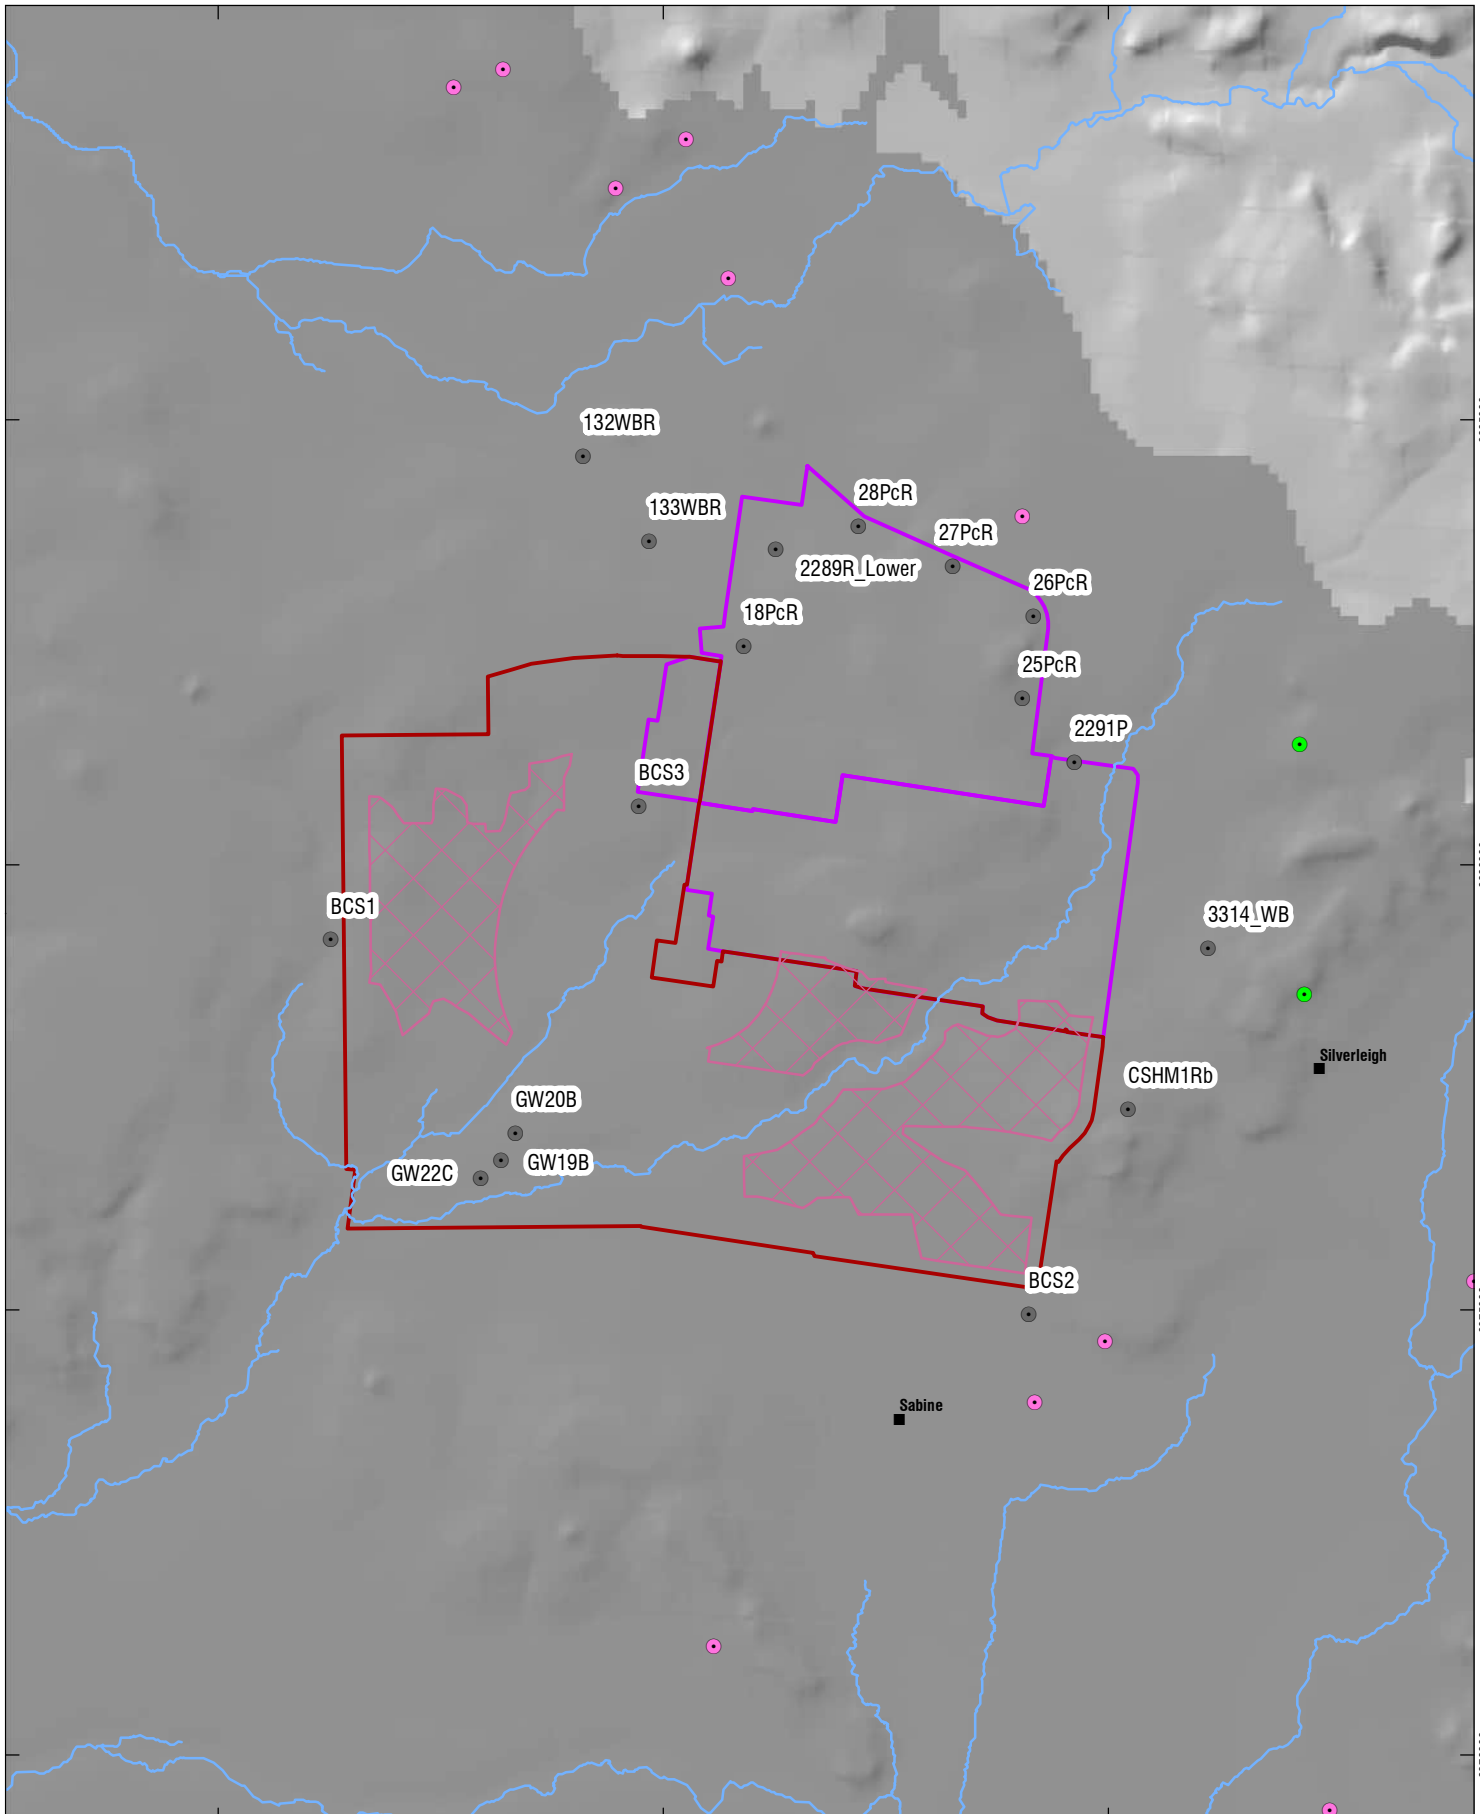 132WBR
28PcR
133WBR
27PcR
2289R_Lower
26PcR
18PcR
25PcR
2291P
BCS3
BCS1
3314_WB
Silverleigh
CSHM1Rb
GW20B
GW19B
GW22C
BCS2
Sabine